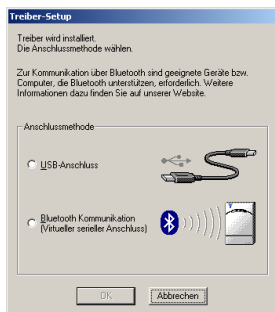 Treiber-Setup
Treiber wird installiert.
Die Anschlussmethode wählen.
Zur Kommunikation über Bluetooth sind geeignete Geräte bzw.
Computer, die Bluetooth unterstützen, erforderlich. Weitere
Informationen dazu finden Sie auf unserer Website.
Anschlussmethode
USB-Anschluss
Bluetooth Kommunikation
(Virtueller serieller Anschluss)
OK
Abbrechen